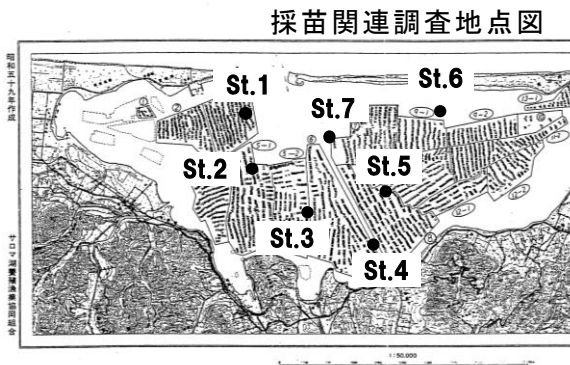 採苗関連調査地点図
昭和五十九年作成
サロマ湖養殖漁業協同組合
St.1
St.6
St.7
St.2
St.5
St.3
St.4
1:50,000